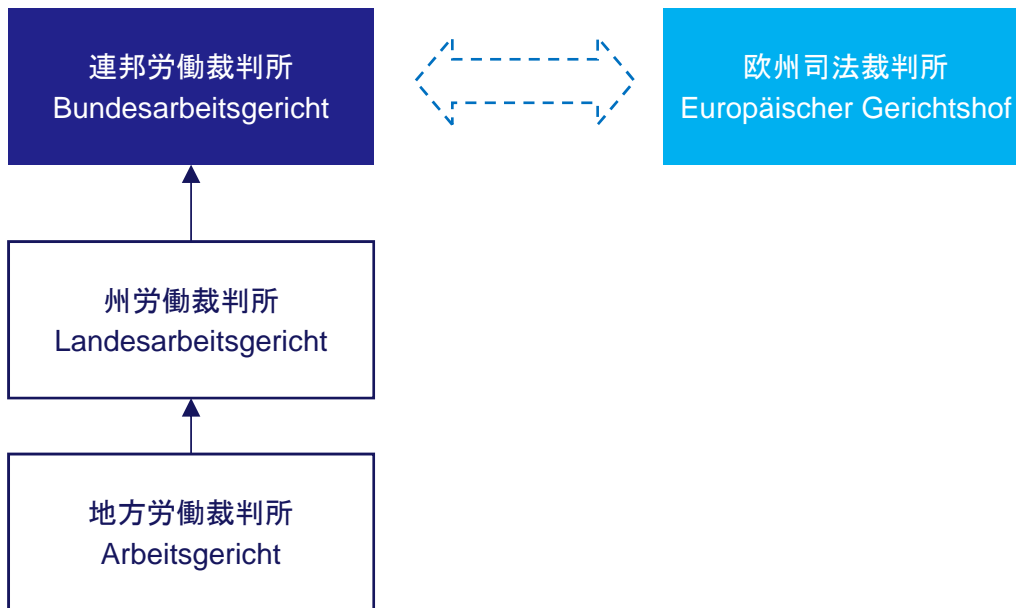 連邦労働裁判所
Bundesarbeitsgericht
欧州司法裁判所
Europäischer Gerichtshof
州労働裁判所
Landesarbeitsgericht
地方労働裁判所
Arbeitsgericht